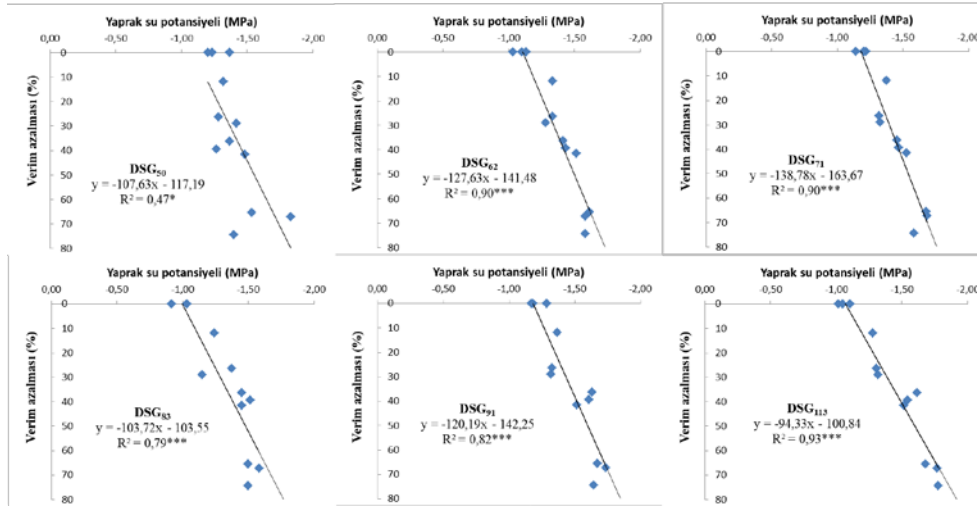 Yaprak su potansiyeli (MPa)
0,00 -0,50 -1,00 -1,50 -2,00
Verim azalması (%)
0
10
20
30
40
50
60
70
80
DSG50
y = -107,63x - 117,19
R² = 0,47*
Yaprak su potansiyeli (MPa)
0,00 -0,50 -1,00 -1,50 -2,00
Verim azalması (%)
0
10
20
30
40
50
60
70
80
DSG62
y = -127,63x - 141,48
R² = 0,90***
Yaprak su potansiyeli (MPa)
0,00 -0,50 -1,00 -1,50 -2,00
Verim azalması (%)
0
10
20
30
40
50
60
70
80
DSG71
y = -138,78x - 163,67
R² = 0,90***
Yaprak su potansiyeli (MPa)
0,00 -0,50 -1,00 -1,50 -2,00
Verim azalması (%)
0
10
20
30
40
50
60
70
80
DSG83
y = -103,72x - 103,55
R² = 0,79***
Yaprak su potansiyeli (MPa)
0,00 -0,50 -1,00 -1,50 -2,00
Verim azalması (%)
0
10
20
30
40
50
60
70
80
DSG91
y = -120,19x - 142,25
R² = 0,82***
Yaprak su potansiyeli (MPa)
0,00 -0,50 -1,00 -1,50 -2,00
Verim azalması (%)
0
10
20
30
40
50
60
70
80
DSG113
y = -94,33x - 100,84
R² = 0,93***